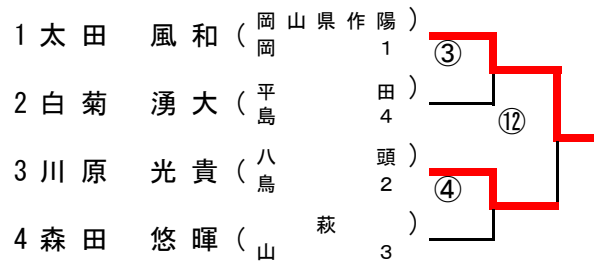 1 太田 風和 (岡山県作陽)
岡 1
③
2 白菊 湧大 (平田)
島 4
⑫
3 川原 光貴 (八頭)
鳥 2
④
4 森田 悠暉 (萩)
山 3